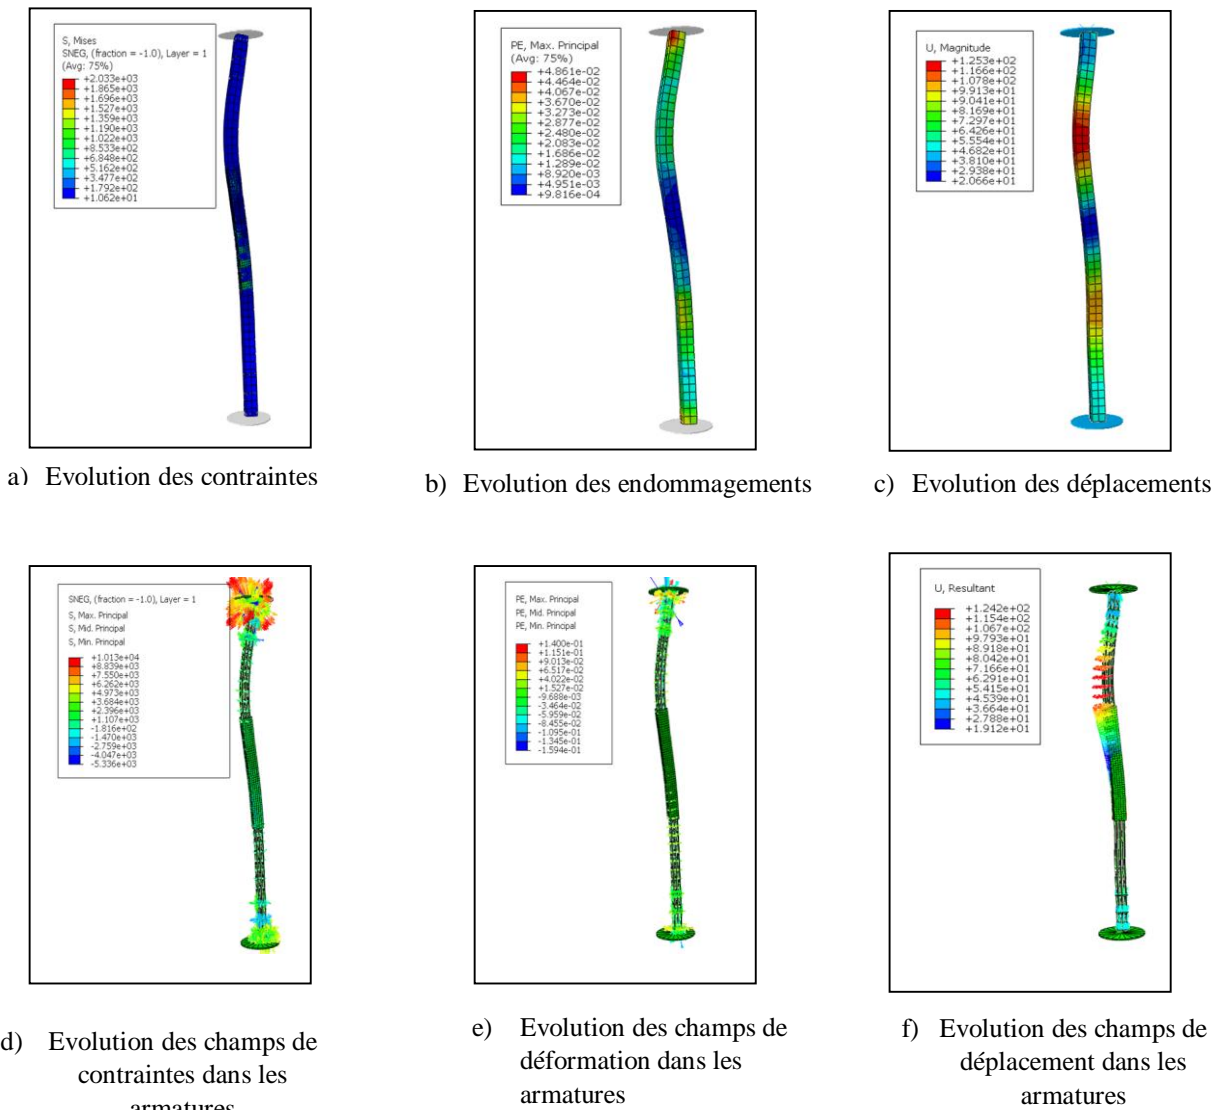 S, Mises
SNEG, (fraction = -1.0), Layer = 1
(Avg: 75%)
+2.033e+03
+1.865e+03
+1.696e+03
+1.527e+03
+1.359e+03
+1.190e+03
+1.022e+03
+8.533e+02
+6.848e+02
+5.162e+02
+3.477e+02
+1.792e+02
+1.062e+01
PE, Max. Principal
(Avg: 75%)
+4.861e-02
+4.464e-02
+4.067e-02
+3.670e-02
+3.273e-02
+2.877e-02
+2.480e-02
+2.083e-02
+1.686e-02
+1.289e-02
+8.920e-03
+4.951e-03
+9.816e-04
U, Magnitude
+1.253e+02
+1.166e+02
+1.078e+02
+9.913e+01
+9.041e+01
+8.169e+01
+7.297e+01
+6.426e+01
+5.554e+01
+4.682e+01
+3.810e+01
+2.938e+01
+2.066e+01
a) Evolution des contraintes
b) Evolution des endommagements
c) Evolution des déplacements
SNEG, (fraction = -1.0), Layer = 1
S, Max. Principal
S, Mid. Principal
S, Min. Principal
+1.013e+04
+8.839e+03
+7.550e+03
+6.262e+03
+4.973e+03
+3.684e+03
+2.396e+03
+1.107e+03
-1.816e+02
-1.470e+03
-2.759e+03
-4.047e+03
-5.336e+03
PE, Max. Principal
PE, Mid. Principal
PE, Min. Principal
+1.400e-01
+1.151e-01
+9.013e-02
+6.517e-02
+4.022e-02
+1.527e-02
-9.688e-03
-3.464e-02
-5.959e-02
-8.455e-02
-1.095e-01
-1.345e-01
-1.594e-01
U, Resultant
+1.242e+02
+1.154e+02
+1.067e+02
+9.793e+01
+8.918e+01
+8.042e+01
+7.166e+01
+6.291e+01
+5.415e+01
+4.539e+01
+3.664e+01
+2.788e+01
+1.912e+01
d) Evolution des champs de
contraintes dans les
armatures
e) Evolution des champs de
déformation dans les
armatures
f) Evolution des champs de
déplacement dans les
armatures